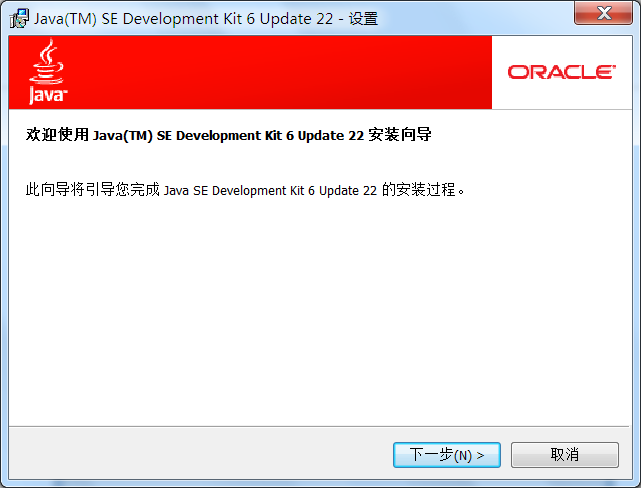 Java(TM) SE Development Kit 6 Update 22 - 设置
Java™
ORACLE®
欢迎使用 Java(TM) SE Development Kit 6 Update 22 安装向导
此向导将引导您完成 Java SE Development Kit 6 Update 22 的安装过程。
下一步(N) >
取消